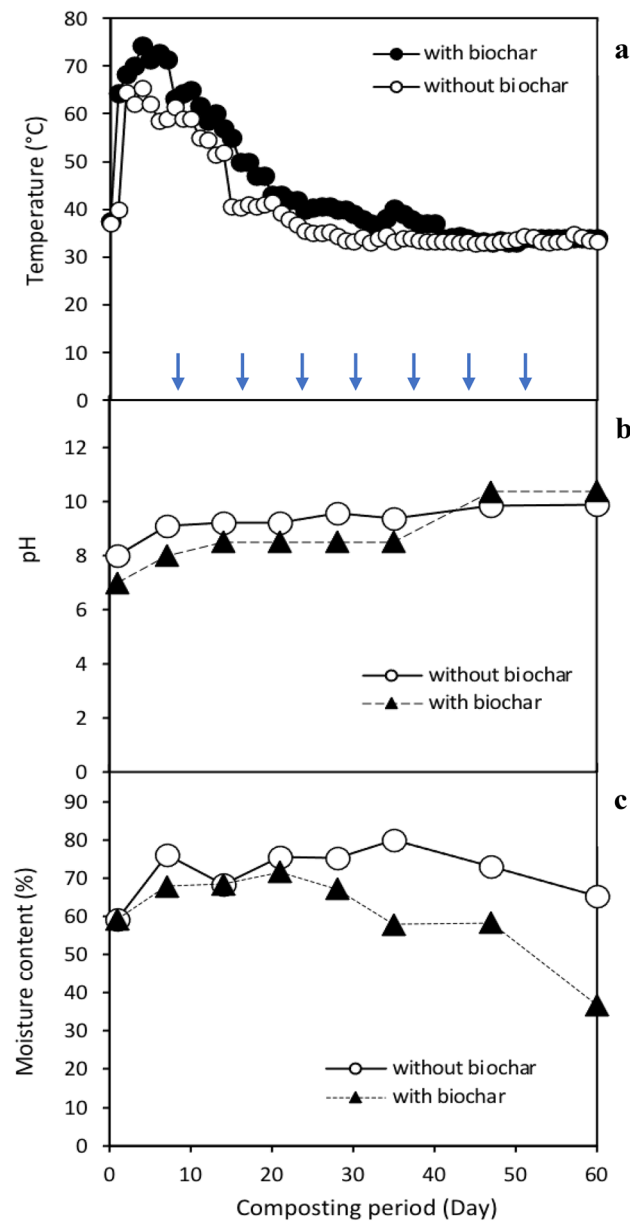 80
70
60
50
40
30
20
10
0
Temperature (°C)
with biochar
without biochar
a
12
10
8
6
4
2
0
pH
without biochar
with biochar
b
90
80
70
60
50
40
30
20
10
0
Moisture content (%)
without biochar
with biochar
c
0 10 20 30 40 50 60
Composting period (Day)